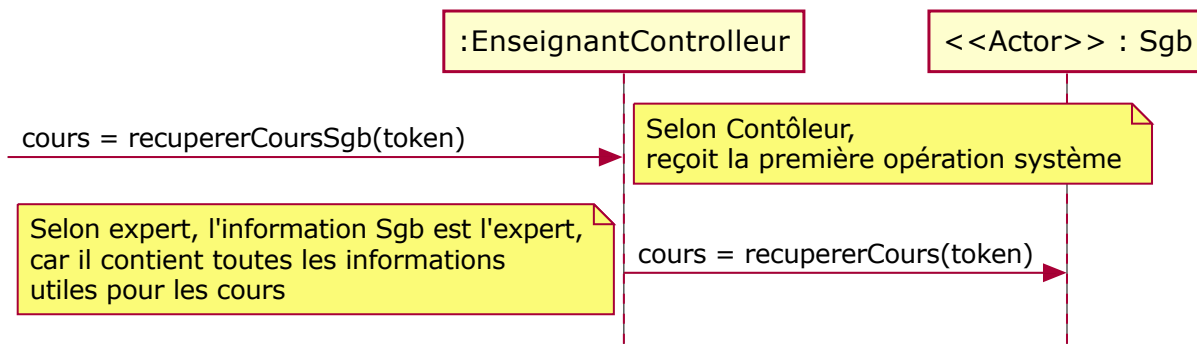 :EnseignantControlleur
<<Actor>> : Sgb
cours = recupererCoursSgb(token)
Selon Contôleur,
reçoit la première opération système
Selon expert, l'information Sgb est l'expert,
car il contient toutes les informations
utiles pour les cours
cours = recupererCours(token)